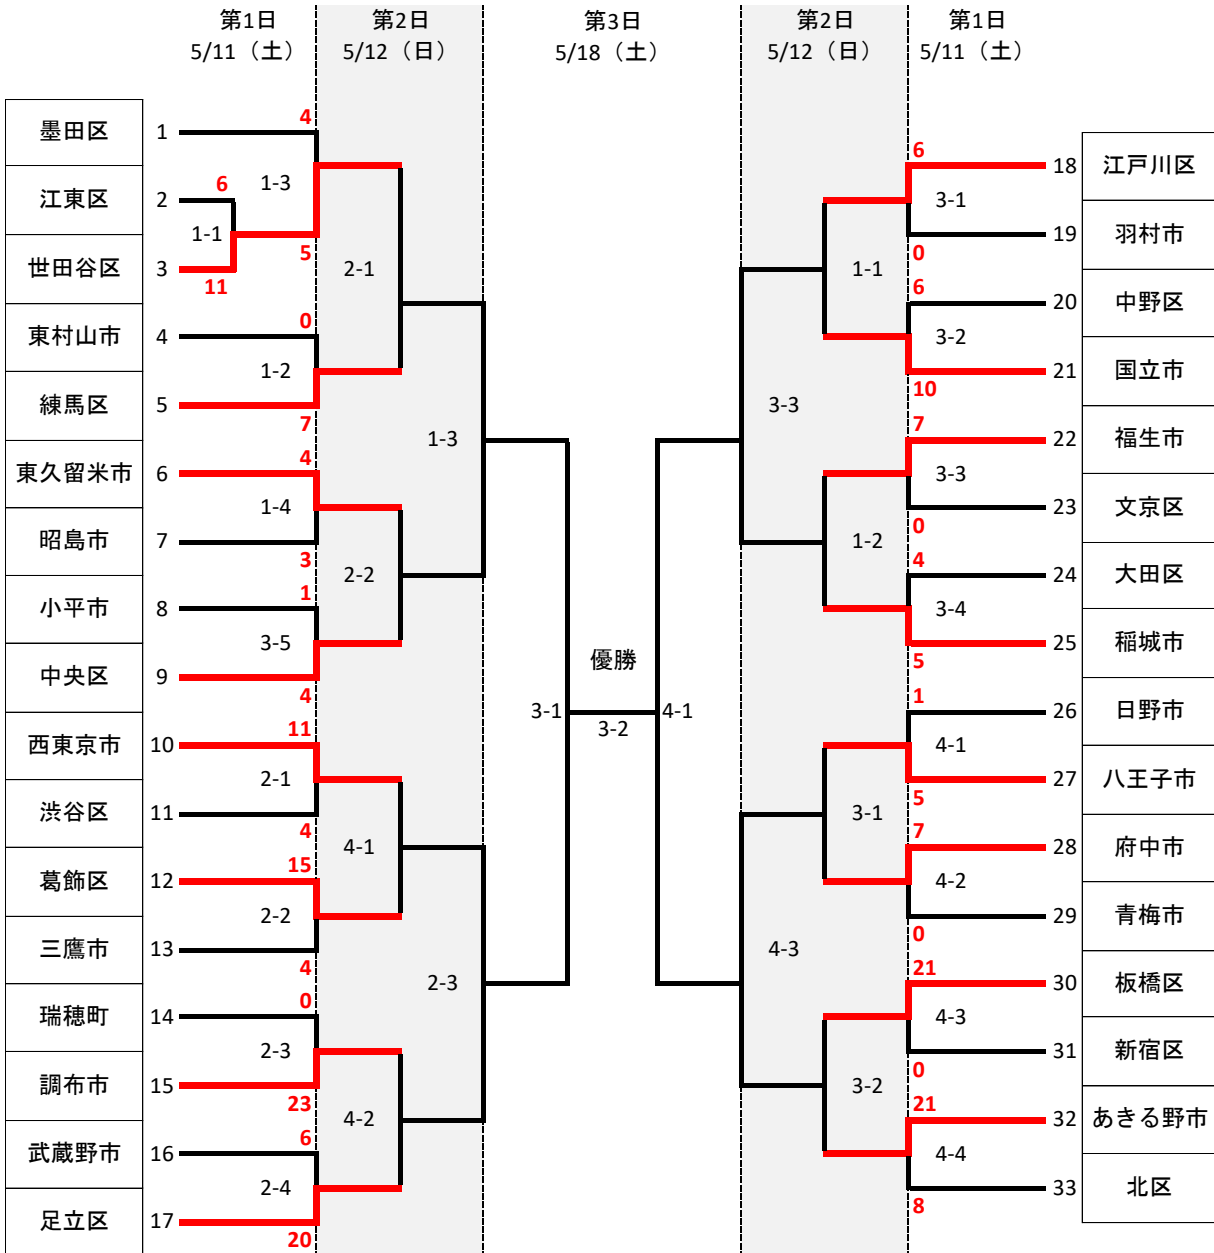 第1日
5/11（土）
第2日
5/12（日）
第3日
5/18（土）
第2日
5/12（日）
第1日
5/11（土）
墨田区 1 4
江東区 2 6 1-3
1-1
世田谷区 3 11 5
2-1
東村山市 4 0
1-2
練馬区 5 7
1-3
東久留米市 6 4
1-4
昭島市 7 3
2-2
小平市 8 1
3-5
中央区 9 4
西東京市 10 11
2-1
渋谷区 11 4
4-1
葛飾区 12 15
2-2
三鷹市 13 4
2-3
瑞穂町 14 0
2-3
調布市 15 23
4-2
武蔵野市 16 6
2-4
足立区 17 20
優勝
3-1
3-2
4-1
6 18 江戸川区
3-1
0 19 羽村市
1-1
6 20 中野区
3-2
10 21 国立市
3-3
7 22 福生市
3-3
0 23 文京区
1-2
4 24 大田区
3-4
5 25 稲城市
1 26 日野市
4-1
5 27 八王子市
3-1
7 28 府中市
4-2
0 29 青梅市
4-3
21 30 板橋区
4-3
0 31 新宿区
3-2
21 32 あきる野市
4-4
8 33 北区